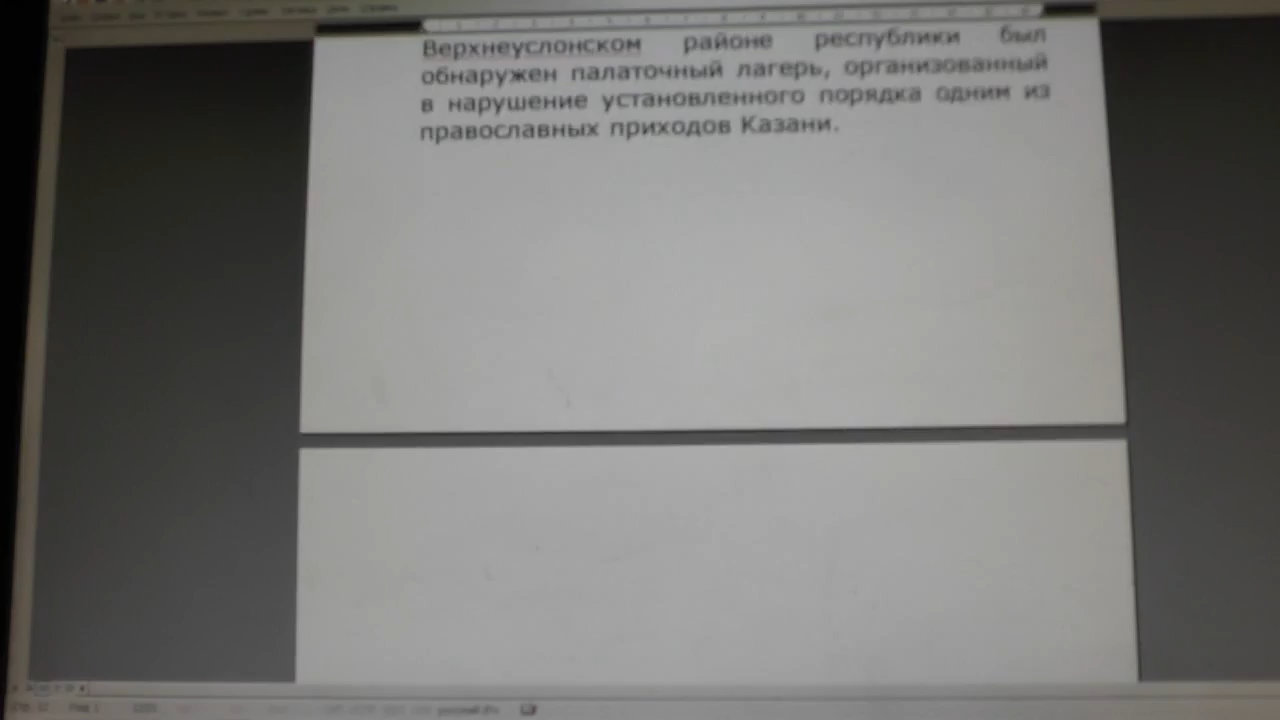 Верхнеуслонском районе республики был
обнаружен палаточный лагерь, организованный
в нарушение установленного порядка одним из
православных приходов Казани.